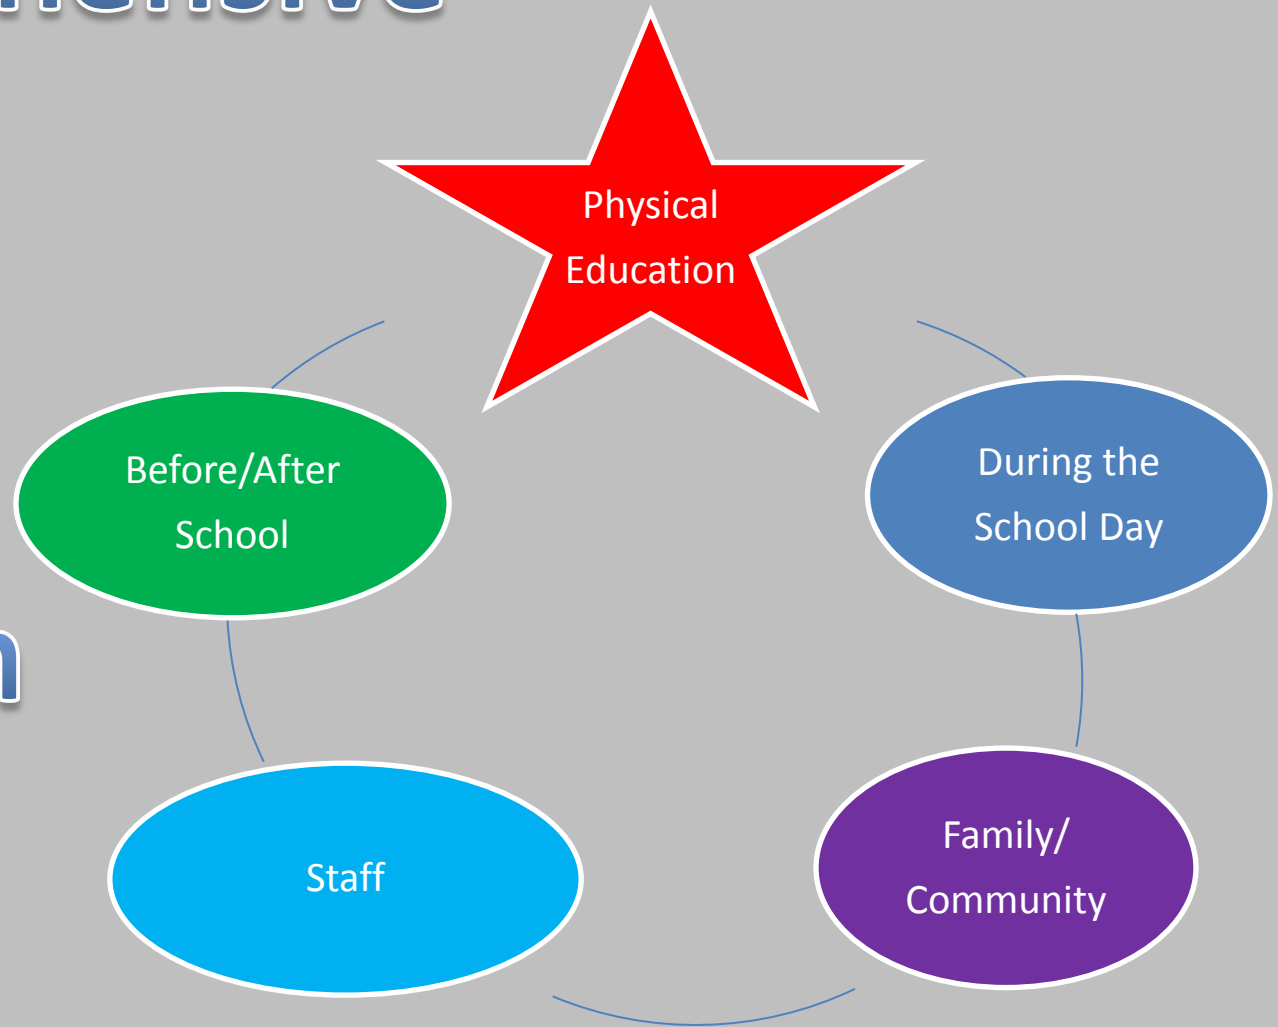 Physical
Education
Before/After
School
During the
School Day
Staff
Family/
Community